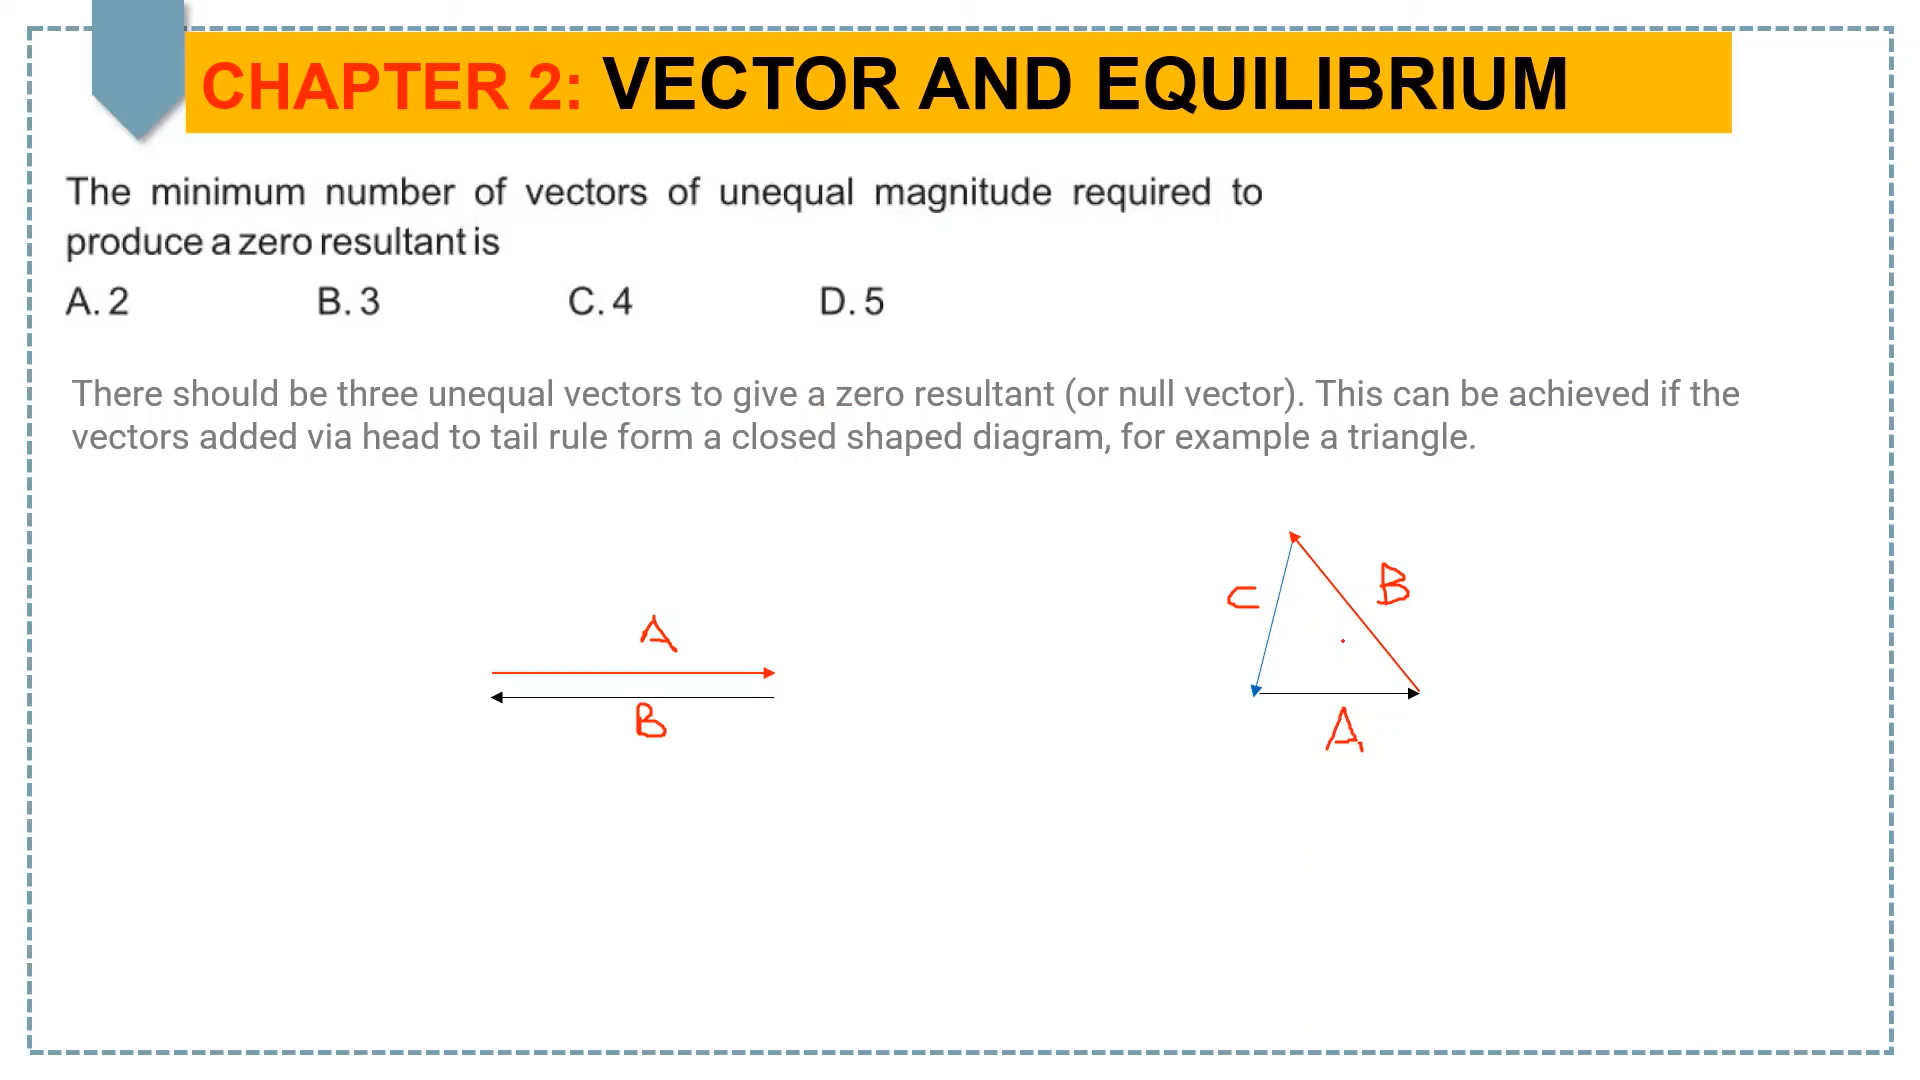 CHAPTER 2: VECTOR AND EQUILIBRIUM
The minimum number of vectors of unequal magnitude required to
produce a zero resultant is
A. 2 B. 3 C. 4 D. 5
There should be three unequal vectors to give a zero resultant (or null vector). This can be achieved if the
vectors added via head to tail rule form a closed shaped diagram, for example a triangle.
A
B
C
B
A